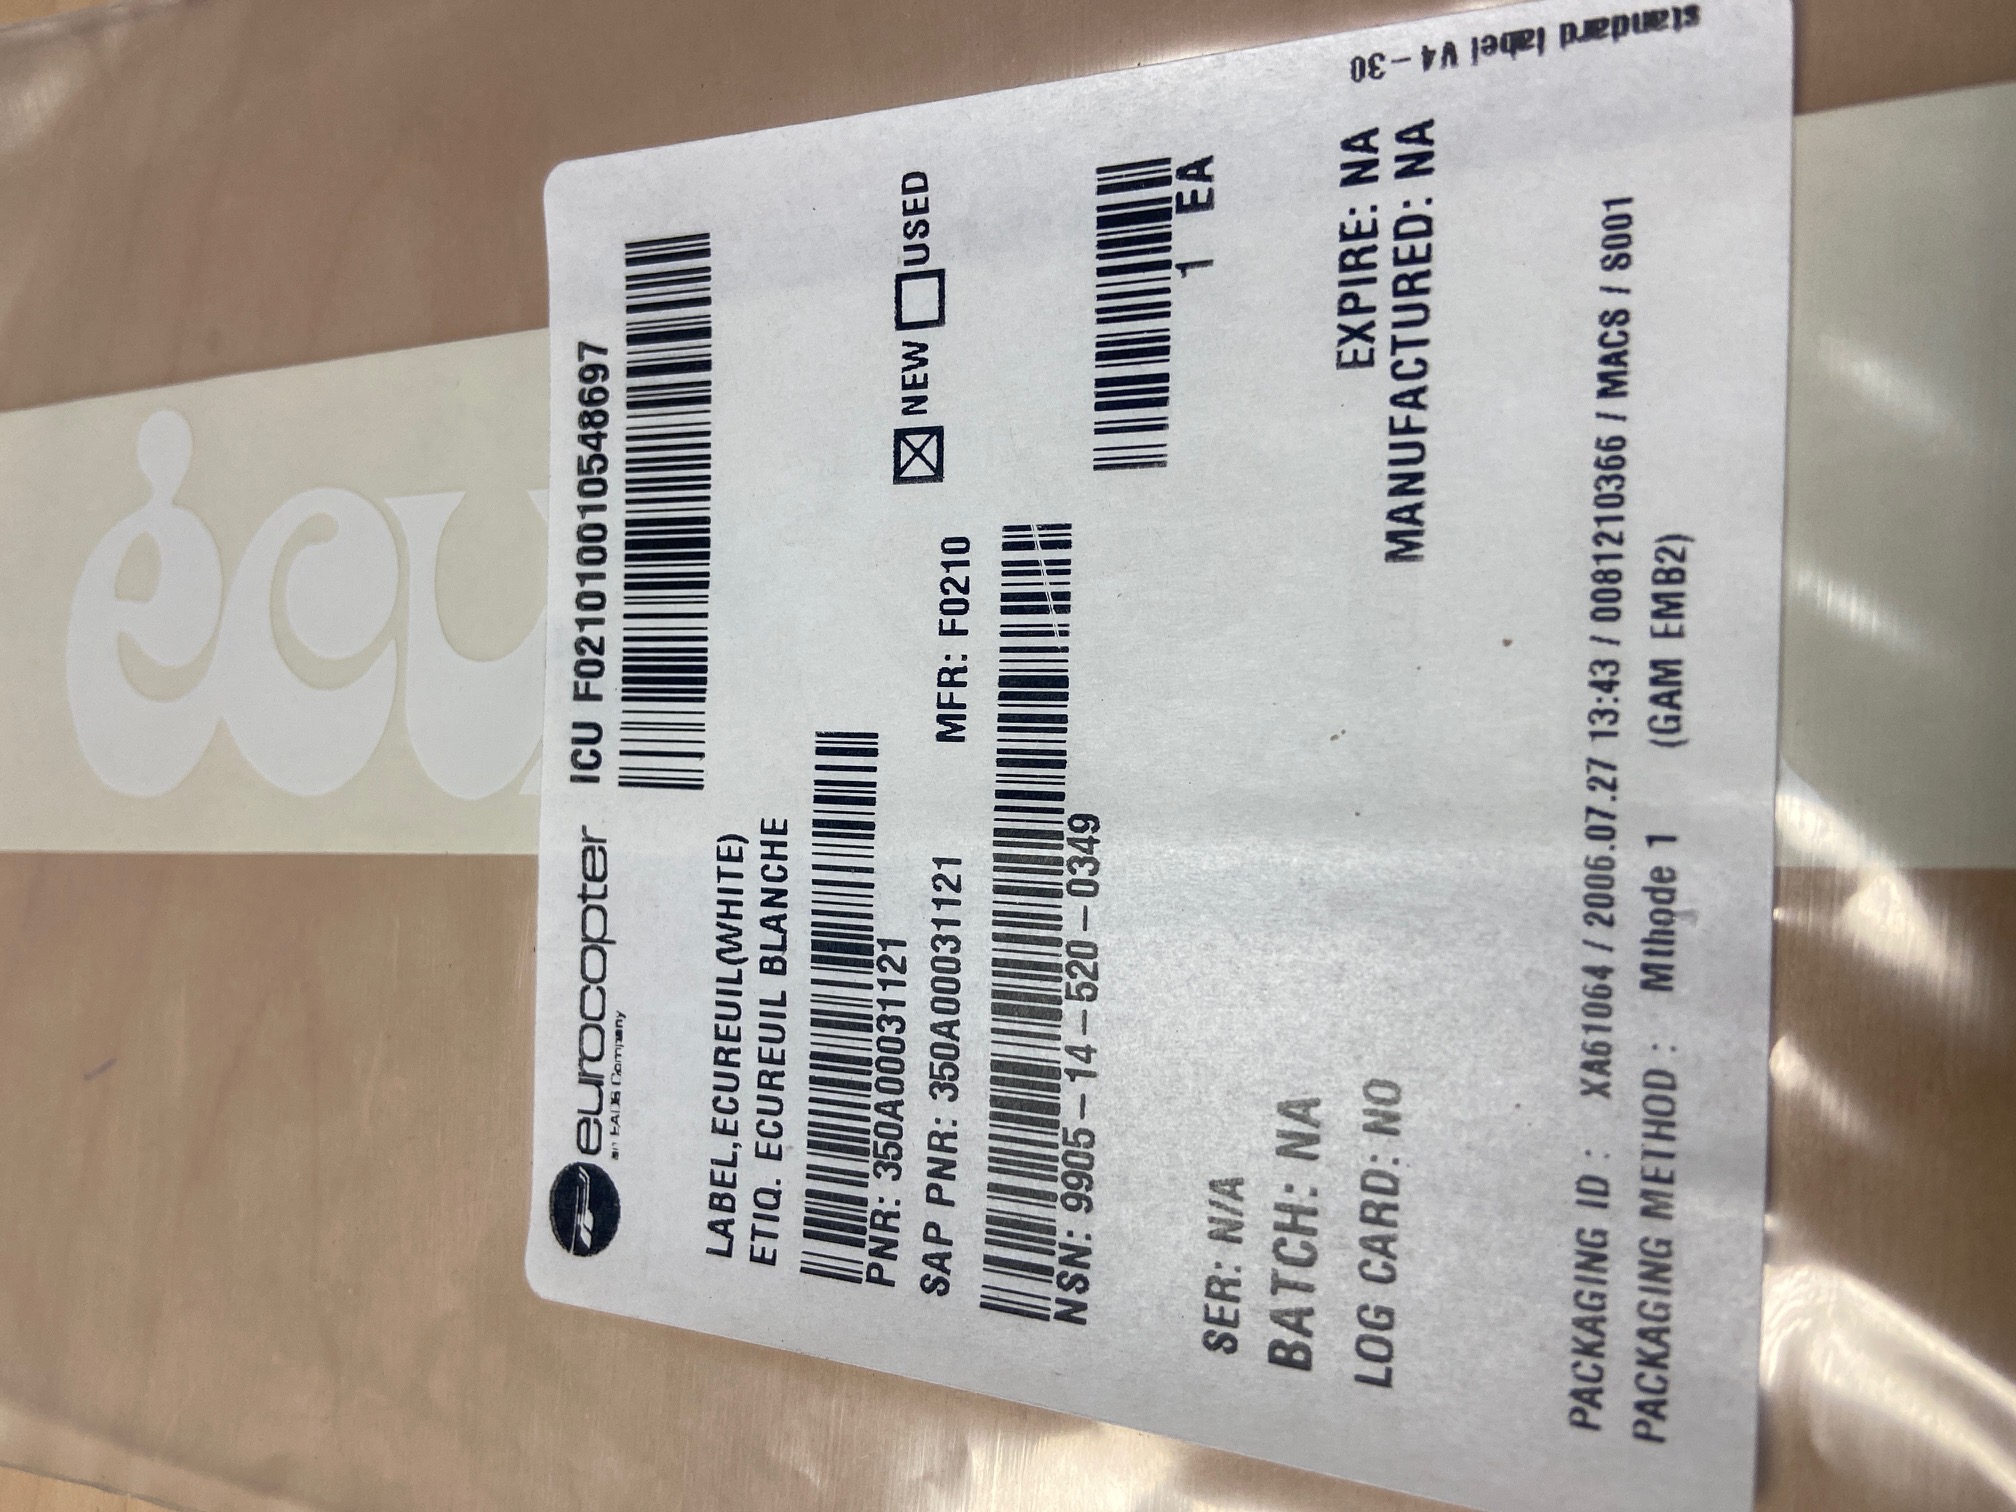 écu
eurocopter ICU F0210100100548697
an EADS Company
LABEL,ECUREUIL(WHITE)
ETIQ. ECUREUIL BLANCHE
PNR: 350A00031121
☒ NEW ☐ USED
SAP PNR: 350A00031121 MFR: F0210
NSN: 9905-14-520-0349
1 EA
SER: N/A
BATCH: NA
LOG CARD: NO
EXPIRE: NA
MANUFACTURED: NA
PACKAGING ID : XA61064 / 2006.07.27 13:43 / 0081210366 / MACS / S001
PACKAGING METHOD : Mthode 1 (GAM EMB2)
standard label V4-30